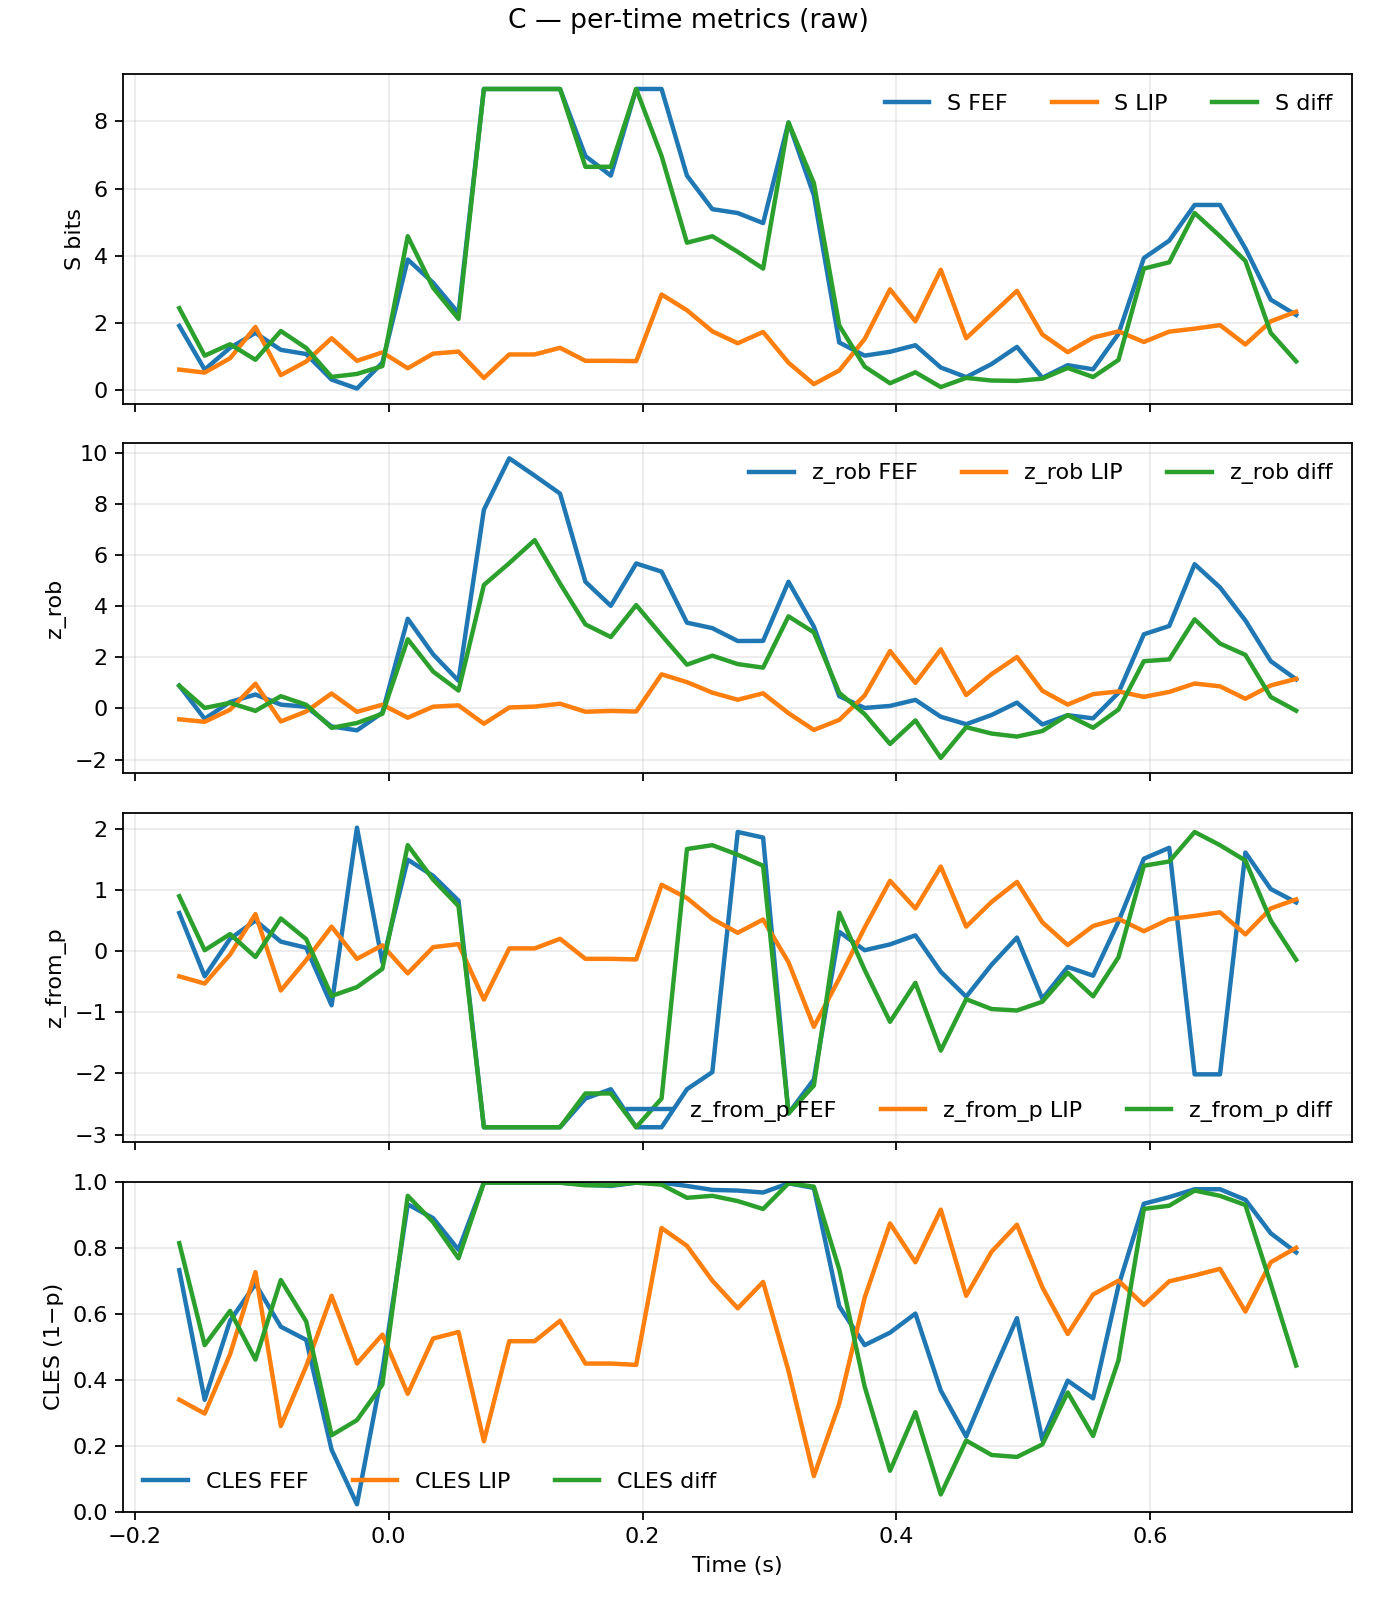 C — per-time metrics (raw)
S bits
8
6
4
2
0
S FEF
S LIP
S diff
z_rob
10
8
6
4
2
0
−2
z_rob FEF
z_rob LIP
z_rob diff
z_from_p
2
1
0
−1
−2
−3
z_from_p FEF
z_from_p LIP
z_from_p diff
CLES (1−p)
1.0
0.8
0.6
0.4
0.2
0.0
CLES FEF
CLES LIP
CLES diff
−0.2
0.0
0.2
0.4
0.6
Time (s)